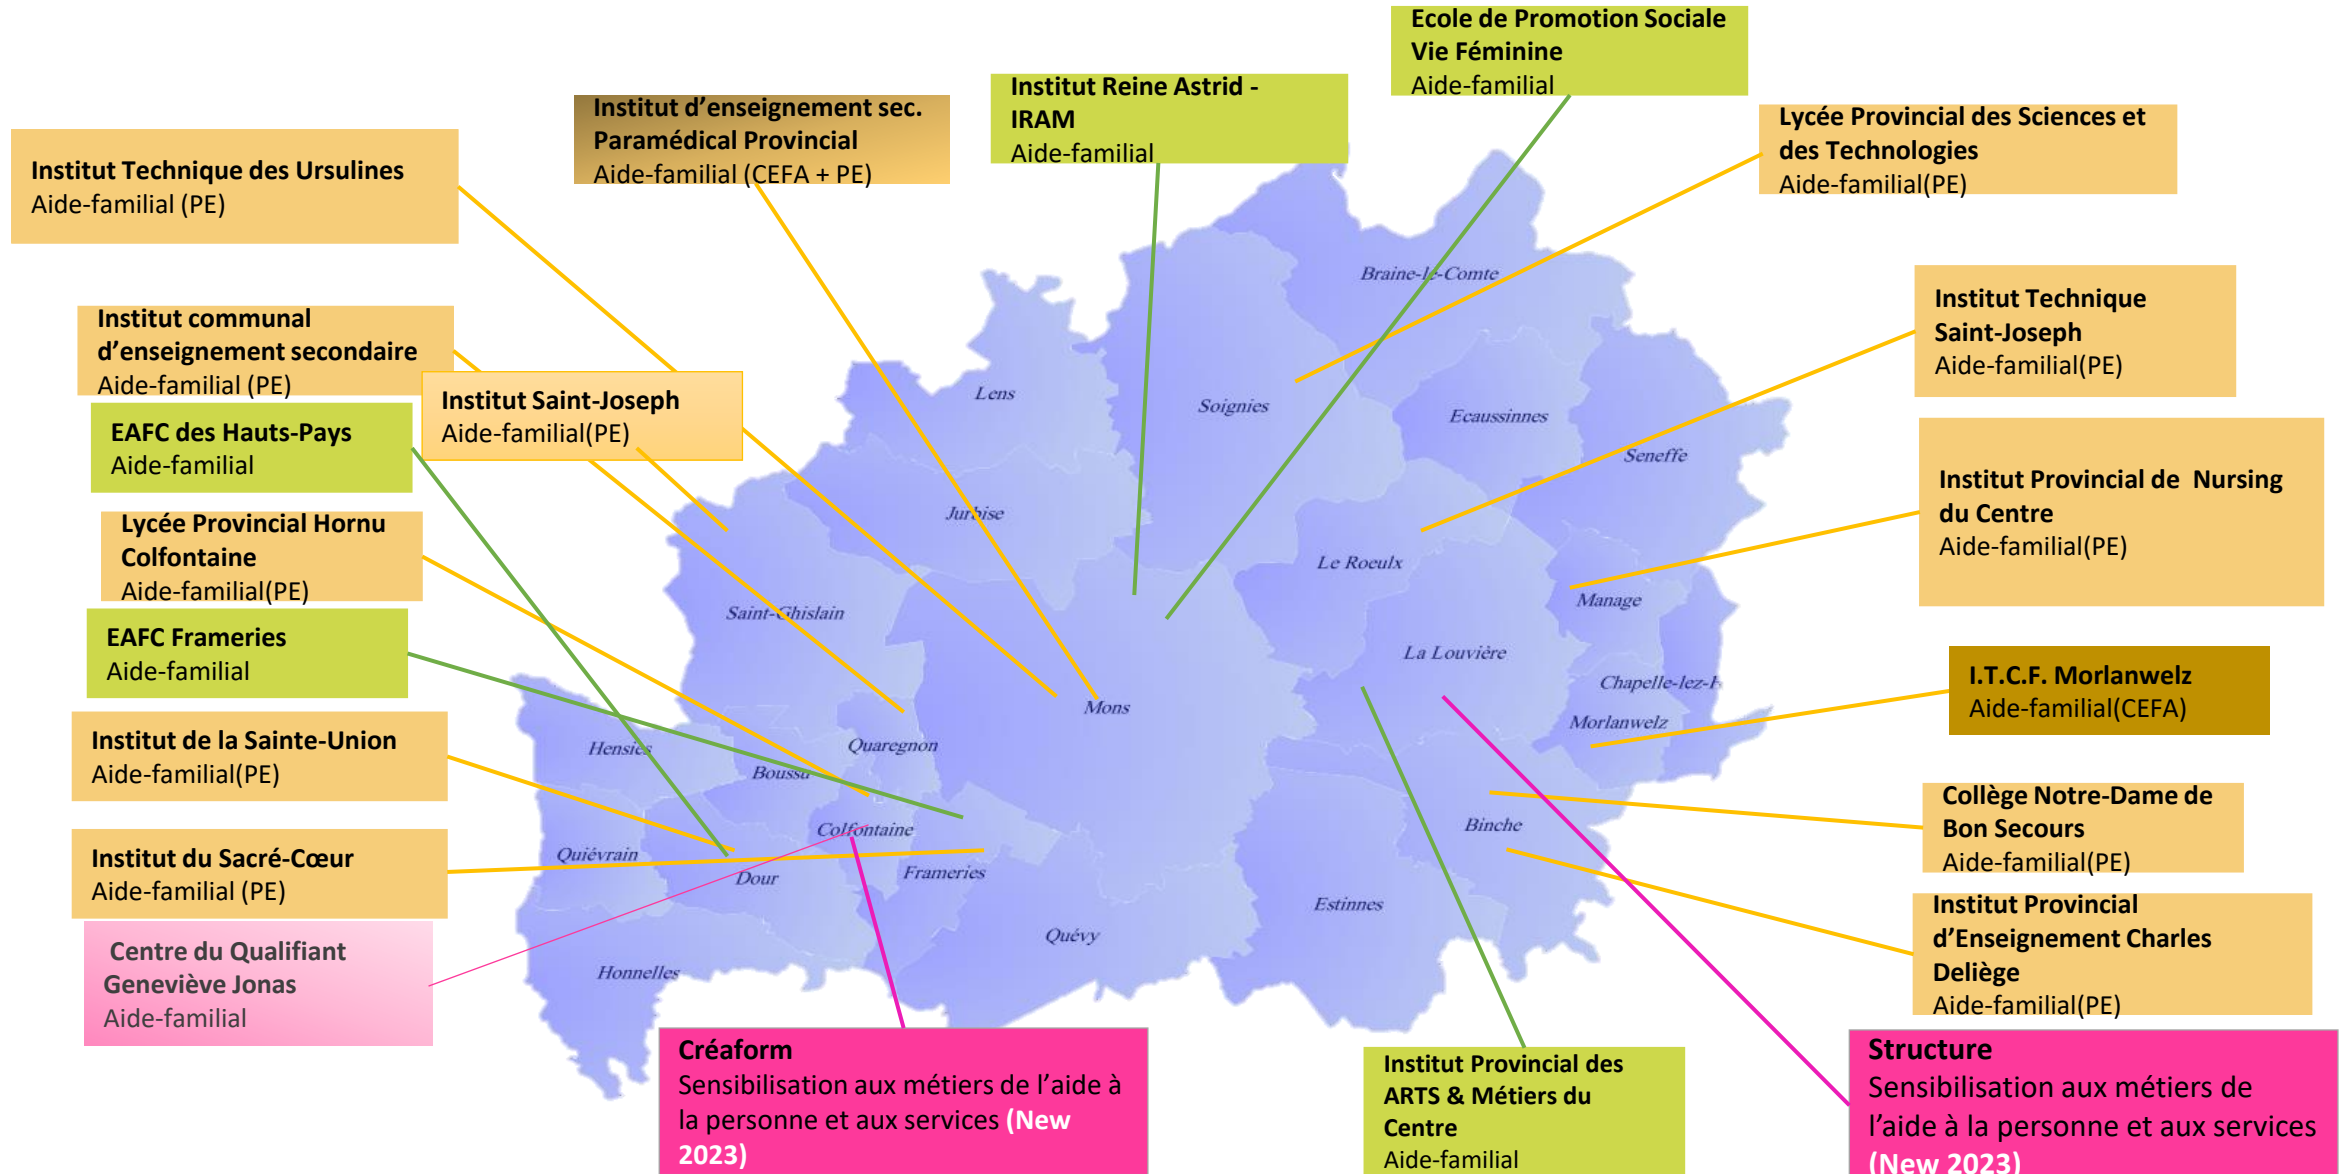 Ecole de Promotion Sociale
Vie Féminine
Aide-familial
Institut Reine Astrid -
IRAM
Aide-familial
Institut d’enseignement sec.
Paramédical Provincial
Aide-familial (CEFA + PE)
Lycée Provincial des Sciences et
des Technologies
Aide-familial(PE)
Institut Technique des Ursulines
Aide-familial (PE)
Institut communal
d’enseignement secondaire
Aide-familial (PE)
Institut Saint-Joseph
Aide-familial(PE)
EAFC des Hauts-Pays
Aide-familial
Lycée Provincial Hornu
Colfontaine
Aide-familial(PE)
EAFC Frameries
Aide-familial
Institut de la Sainte-Union
Aide-familial(PE)
Institut du Sacré-Cœur
Aide-familial (PE)
Centre du Qualifiant
Geneviève Jonas
Aide-familial
Braine-le-Comte
Lens
Soignies
Ecaussinnes
Seneffe
Jurbise
Le Roeulx
Manage
Saint-Ghislain
La Louvière
Chapelle-lez-H
Mons
Morlanwelz
Hensies
Quaregnon
Boussu
Colfontaine
Binche
Quiévrain
Dour
Frameries
Estinnes
Quévy
Honnelles
Institut Technique
Saint-Joseph
Aide-familial(PE)
Institut Provincial de  Nursing
du Centre
Aide-familial(PE)
I.T.C.F. Morlanwelz
Aide-familial(CEFA)
Collège Notre-Dame de
Bon Secours
Aide-familial(PE)
Institut Provincial
d’Enseignement Charles
Deliège
Aide-familial(PE)
Créaform
Sensibilisation aux métiers de l’aide à
la personne et aux services (New
2023)
Institut Provincial des
ARTS & Métiers du
Centre
Aide-familial
Structure
Sensibilisation aux métiers de
l’aide à la personne et aux services
(New 2023)